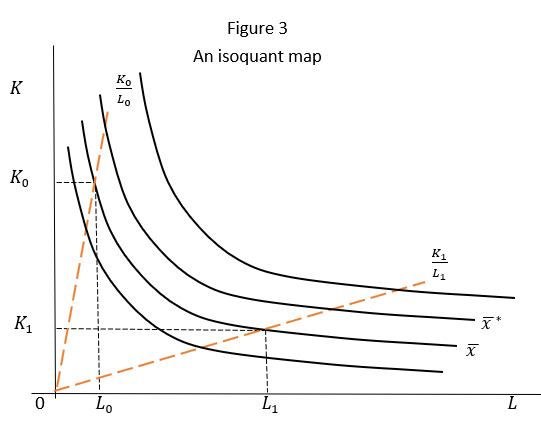 Figure 3
An isoquant map
K
K₀/L₀
K₀
K₁/L₁
K₁
x̅*
x̅
0
L₀
L₁
L